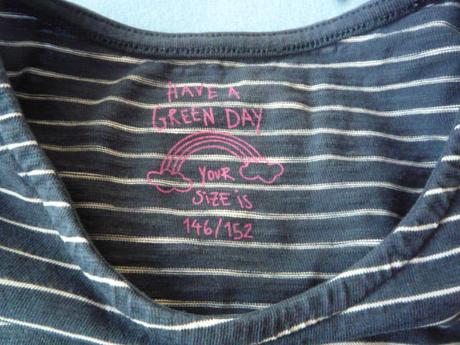 HAVE A
GREEN DAY
YOUR
SiZE iS
146/152